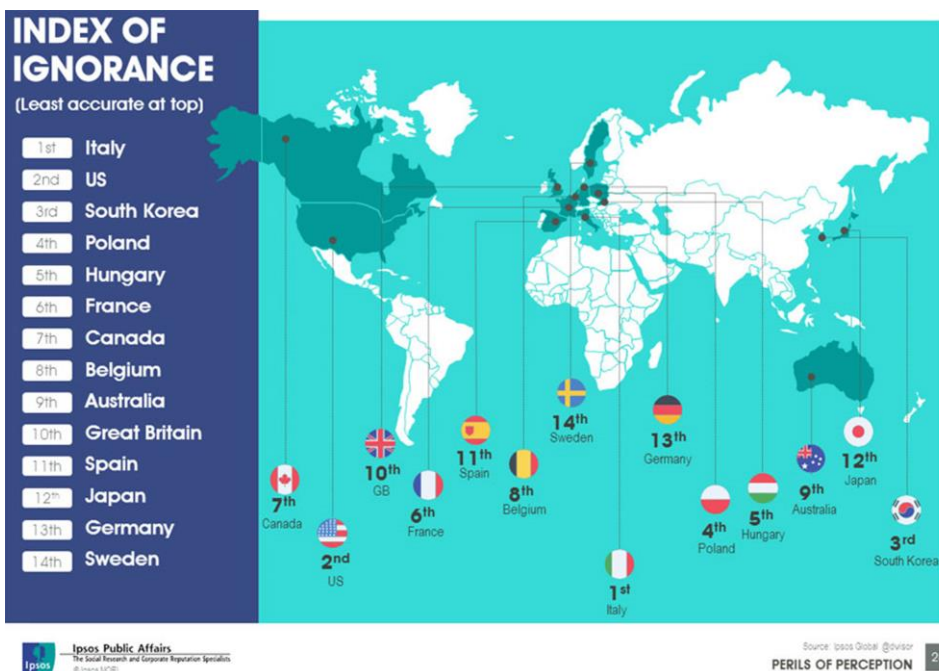 INDEX OF
IGNORANCE
(Least accurate at top)
1st Italy
2nd US
3rd South Korea
4th Poland
5th Hungary
6th France
7th Canada
8th Belgium
9th Australia
10th Great Britain
11th Spain
12th Japan
13th Germany
14th Sweden
7th
Canada
2nd
US
10th
GB
6th
France
11th
Spain
8th
Belgium
14th
Sweden
1st
Italy
13th
Germany
4th
Poland
5th
Hungary
9th
Australia
12th
Japan
3rd
South Korea
Ipsos
Ipsos Public Affairs
The Social Research and Corporate Reputation Specialists
© Ipsos MORI
Source: Ipsos Global @dvisor
PERILS OF PERCEPTION
2